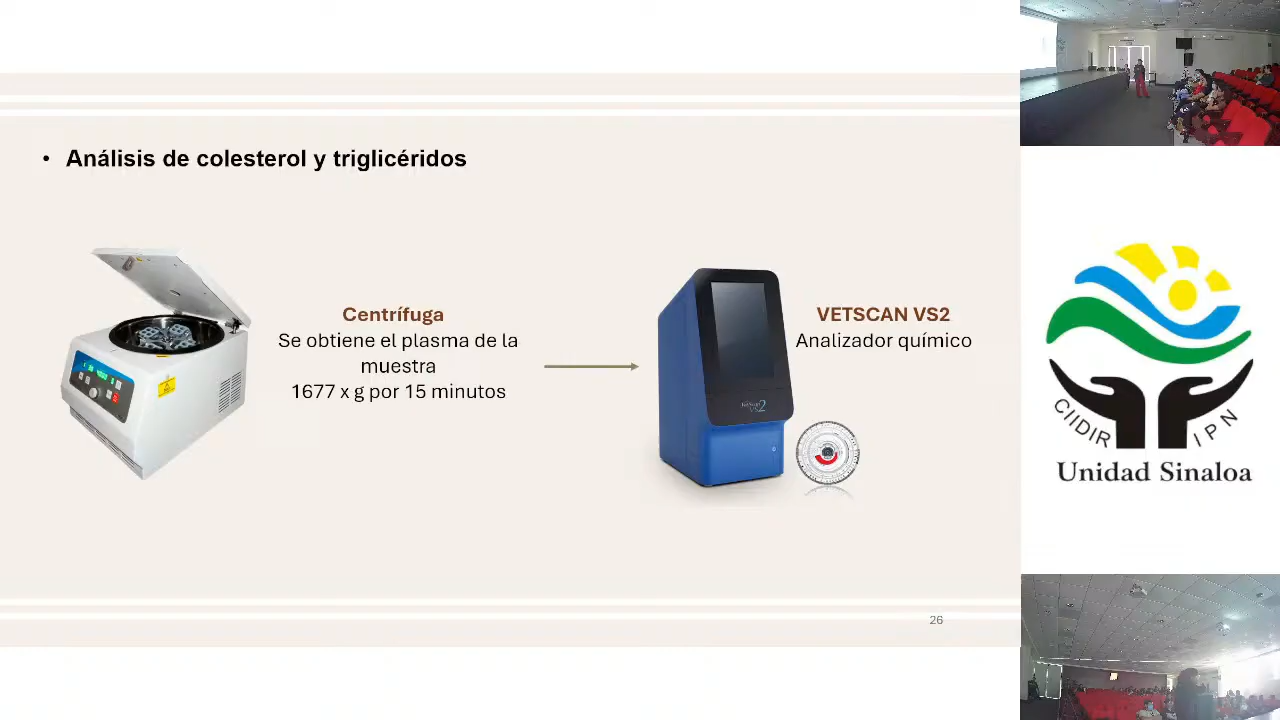 • Análisis de colesterol y triglicéridos
Centrífuga
Se obtiene el plasma de la
muestra
1677 x g por 15 minutos
VETSCAN VS2
Analizador químico
VS2
26
CIIDIR IPN
Unidad Sinaloa